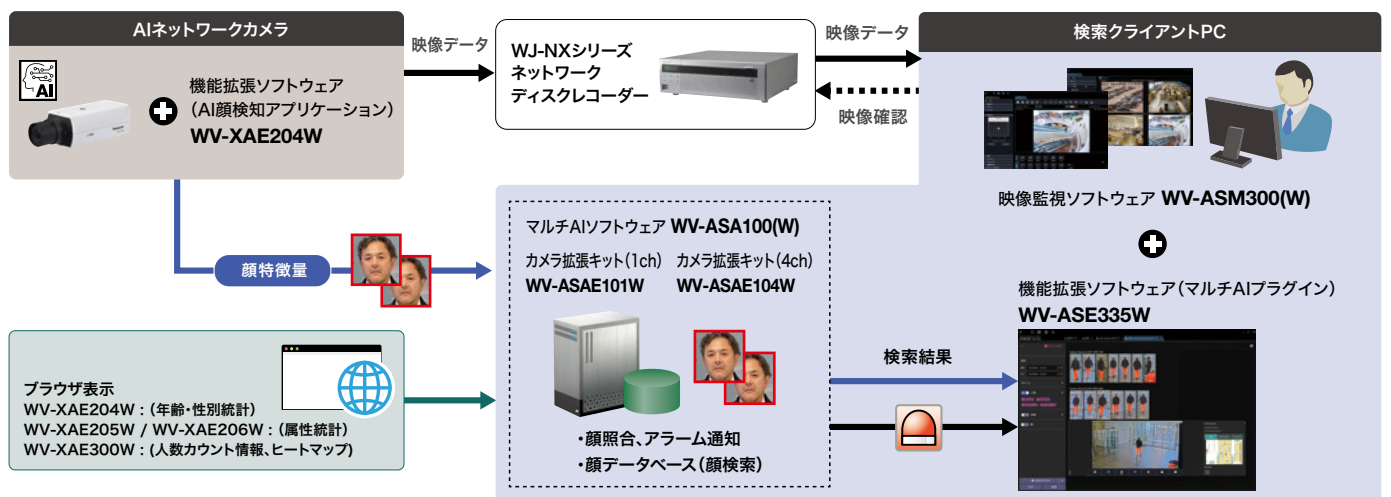 AIネットワークカメラ
AI
機能拡張ソフトウェア
(AI顔検知アプリケーション)
WV-XAE204W
映像データ
WJ-NXシリーズ
ネットワーク
ディスクレコーダー
映像データ
映像確認
検索クライアントPC
映像監視ソフトウェア WV-ASM300(W)
機能拡張ソフトウェア(マルチAIプラグイン)
WV-ASE335W
顔特徴量
マルチAIソフトウェア WV-ASA100(W)
カメラ拡張キット(1ch) カメラ拡張キット(4ch)
WV-ASAE101W WV-ASAE104W
・顔照合、アラーム通知
・顔データベース(顔検索)
検索結果
ブラウザ表示
WV-XAE204W : (年齢・性別統計)
WV-XAE205W / WV-XAE206W : (属性統計)
WV-XAE300W : (人数カウント情報、ヒートマップ)